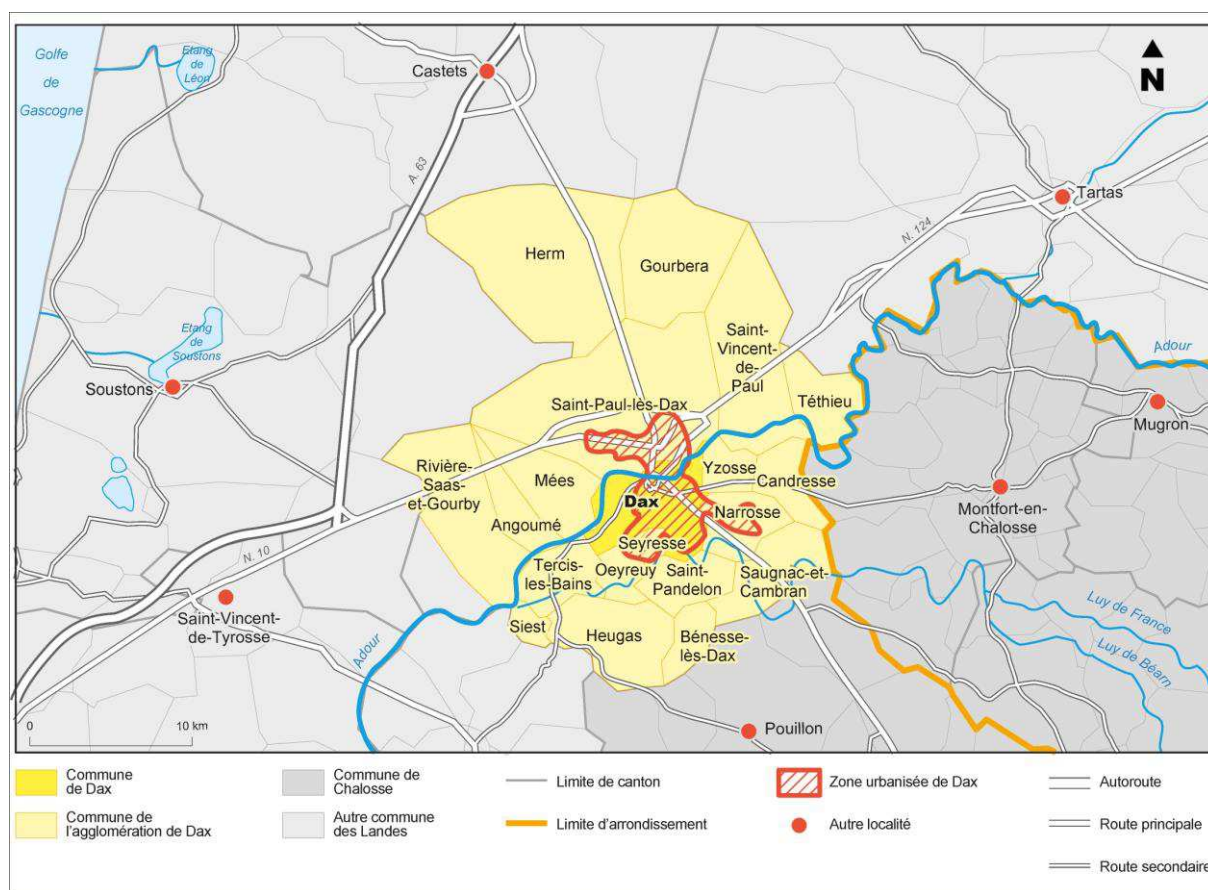 Golfe
de
Gascogne
Etang
de
Léon
Castets
N
A. 63
Tartas
N. 124
Herm
Gourbera
Saint-
Vincent-
de-
Paul
Adour
Etang
de
Soustons
Soustons
Saint-Paul-lès-Dax
Téthieu
Mugron
Rivière-
Saas-
et-Gourby
Mées
Yzosse
Candresse
Dax
Narrosse
Montfort-en-
Chalosse
Angoumé
Seyresse
N. 10
Tercis-
les-Bains
Oeyreuy
Saint-
Pandelon
Saugnac-et-
Cambran
Saint-Vincent-
de-Tyrosse
Siest
Heugas
Bénesse-
lès-Dax
Luy de France
Luy de Béarn
Adour
Pouillon
0 10 km
Commune
de Dax
Commune de
l'agglomération de Dax
Commune de
Chalosse
Autre commune
des Landes
Limite de canton
Limite d'arrondissement
Zone urbanisée de Dax
Autre localité
Autoroute
Route principale
Route secondaire